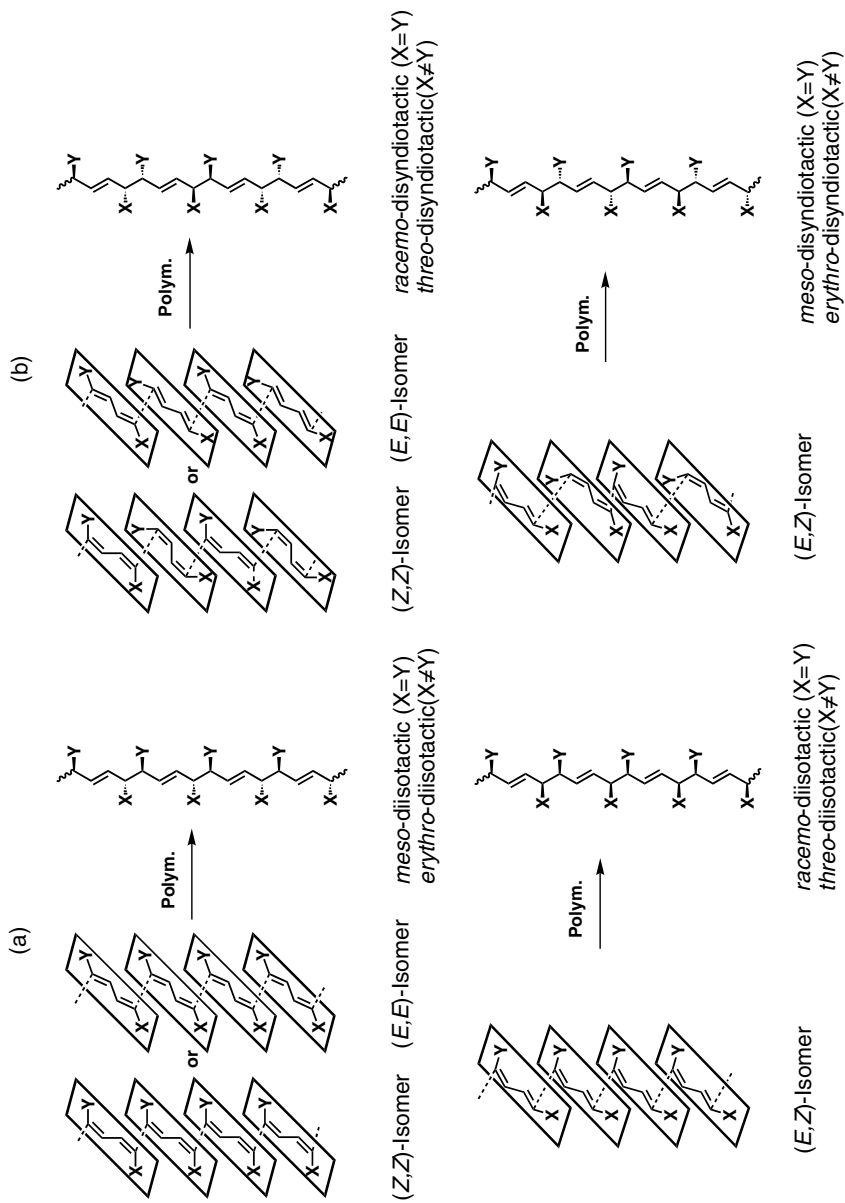 (a)
Y
X
Y
X
Y
X
Y
X
or
Y
X
Y
X
Y
X
Y
X
Polym.
Y
X
Y
X
Y
X
Y
X
(Z,Z)-Isomer
(E,E)-Isomer
meso-diisotactic (X=Y)
erythro-diisotactic(X≠Y)
Y
X
Y
X
Y
X
Y
X
Polym.
Y
X
Y
X
Y
X
Y
X
(E,Z)-Isomer
racemo-diisotactic (X=Y)
threo-diisotactic(X≠Y)
(b)
Y
X
Y
X
Y
X
Y
X
or
Y
X
Y
X
Y
X
Y
X
Polym.
Y
X
Y
X
Y
X
Y
X
(Z,Z)-Isomer
(E,E)-Isomer
racemo-disyndiotactic (X=Y)
threo-disyndiotactic(X≠Y)
Y
X
Y
X
Y
X
Y
X
Polym.
Y
X
Y
X
Y
X
Y
X
(E,Z)-Isomer
meso-disyndiotactic (X=Y)
erythro-disyndiotactic(X≠Y)